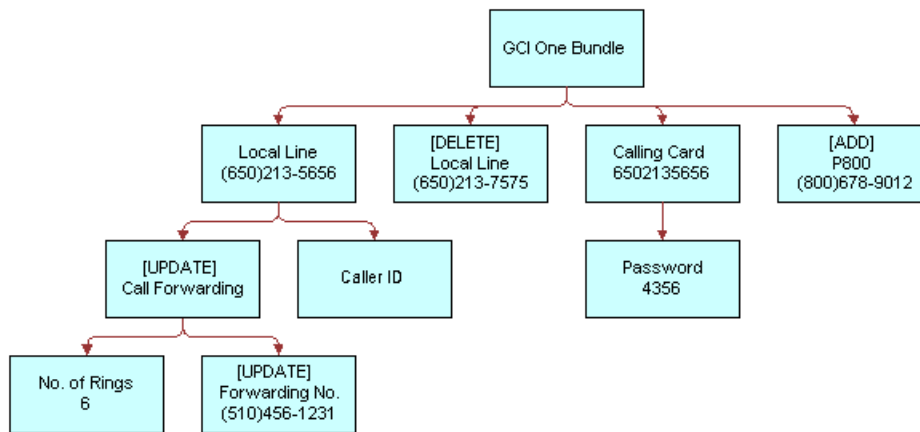 GCI One Bundle
Local Line
(650)213-5656
[DELETE]
Local Line
(650)213-7575
Calling Card
6502135656
[ADD]
P800
(800)678-9012
[UPDATE]
Call Forwarding
Caller ID
Password
4356
No. of Rings
6
[UPDATE]
Forwarding No.
(510)456-1231